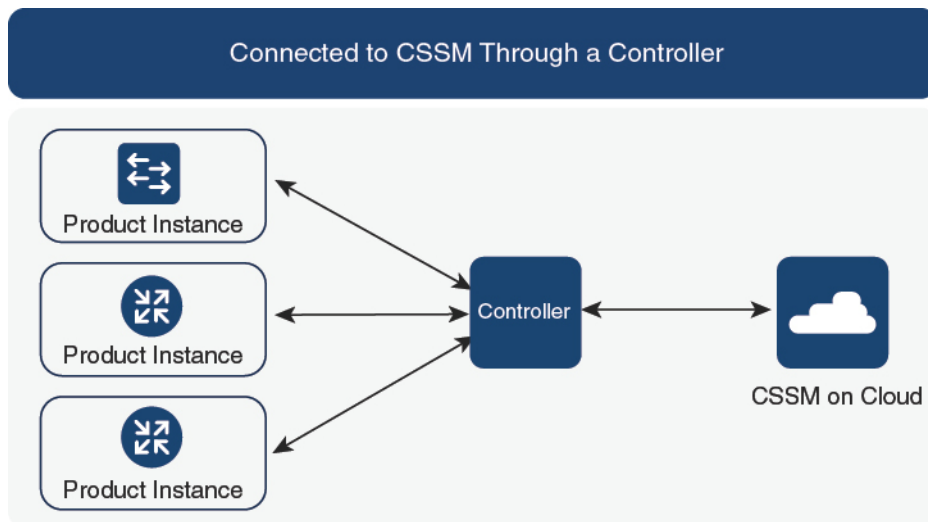 Connected to CSSM Through a Controller
Product Instance
Product Instance
Product Instance
Controller
CSSM on Cloud